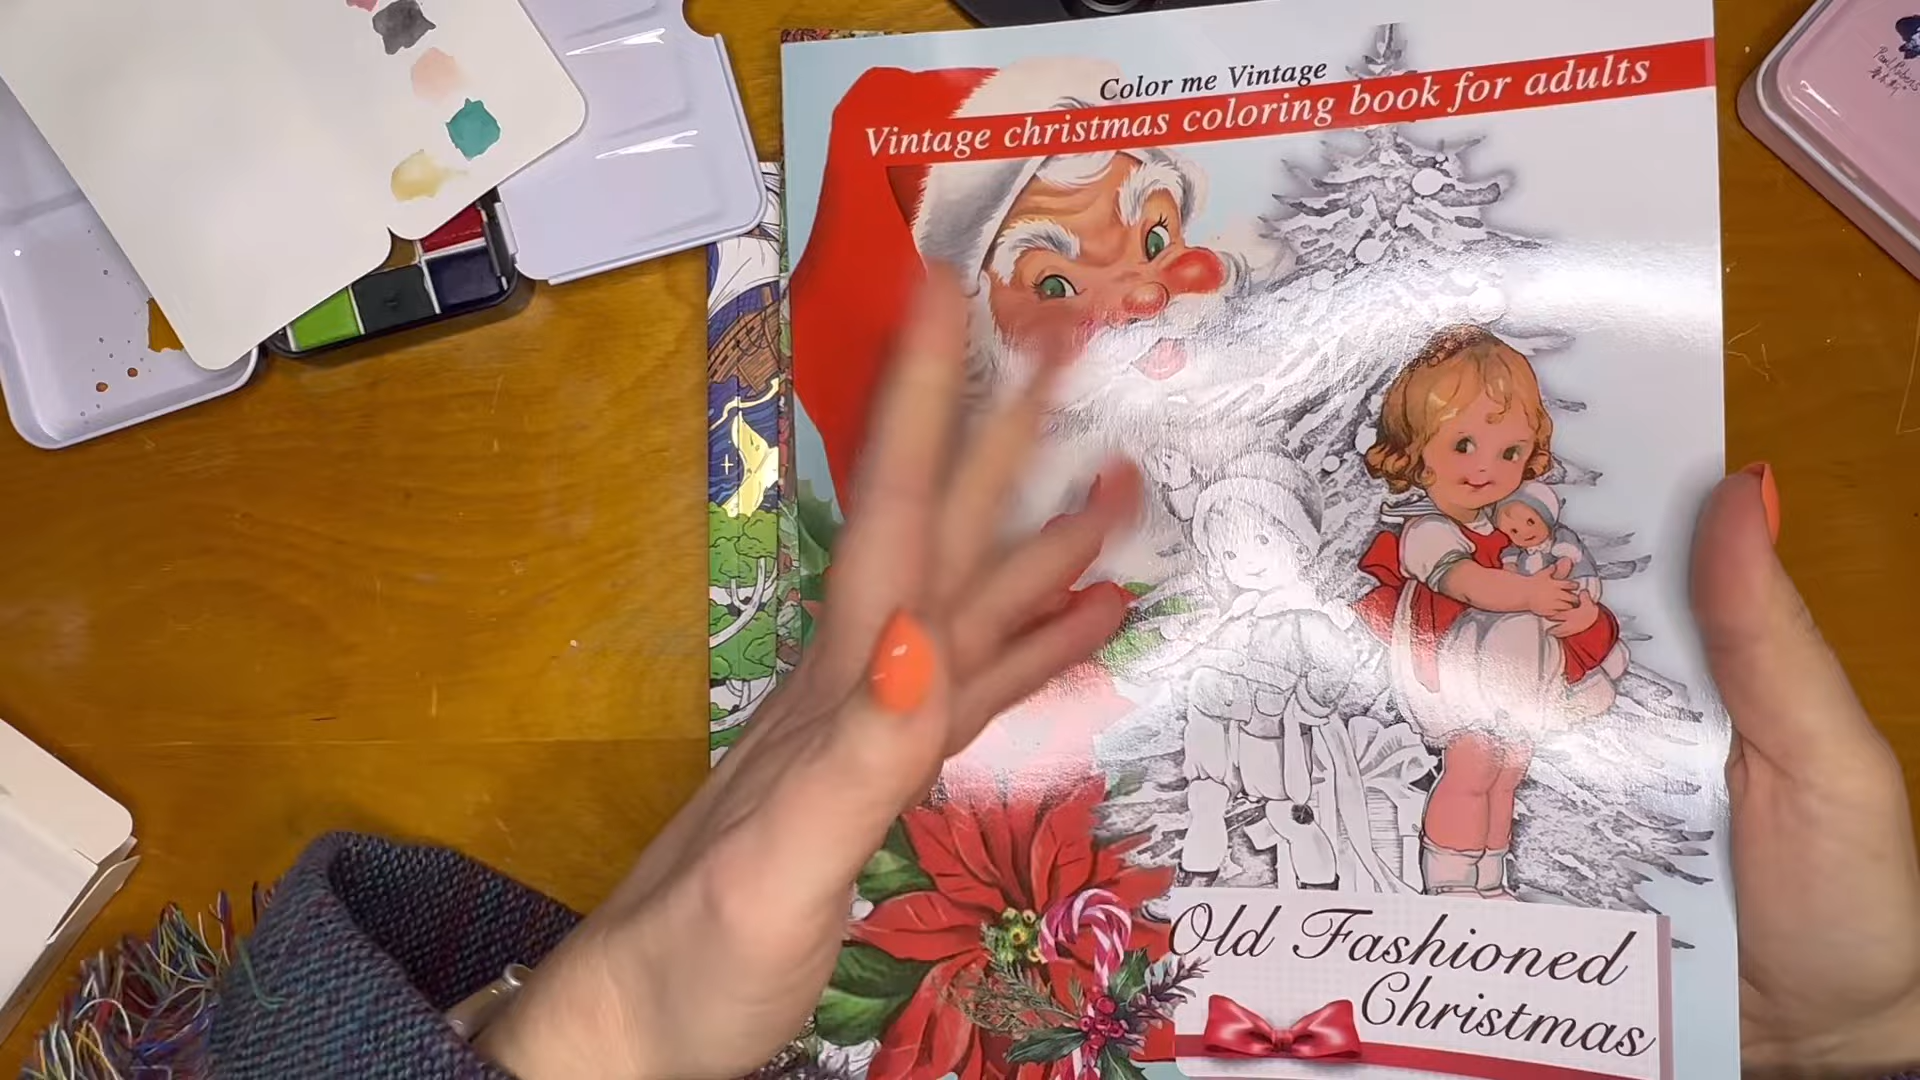 Color me Vintage
Vintage christmas coloring book for adults
Old Fashioned
Christmas